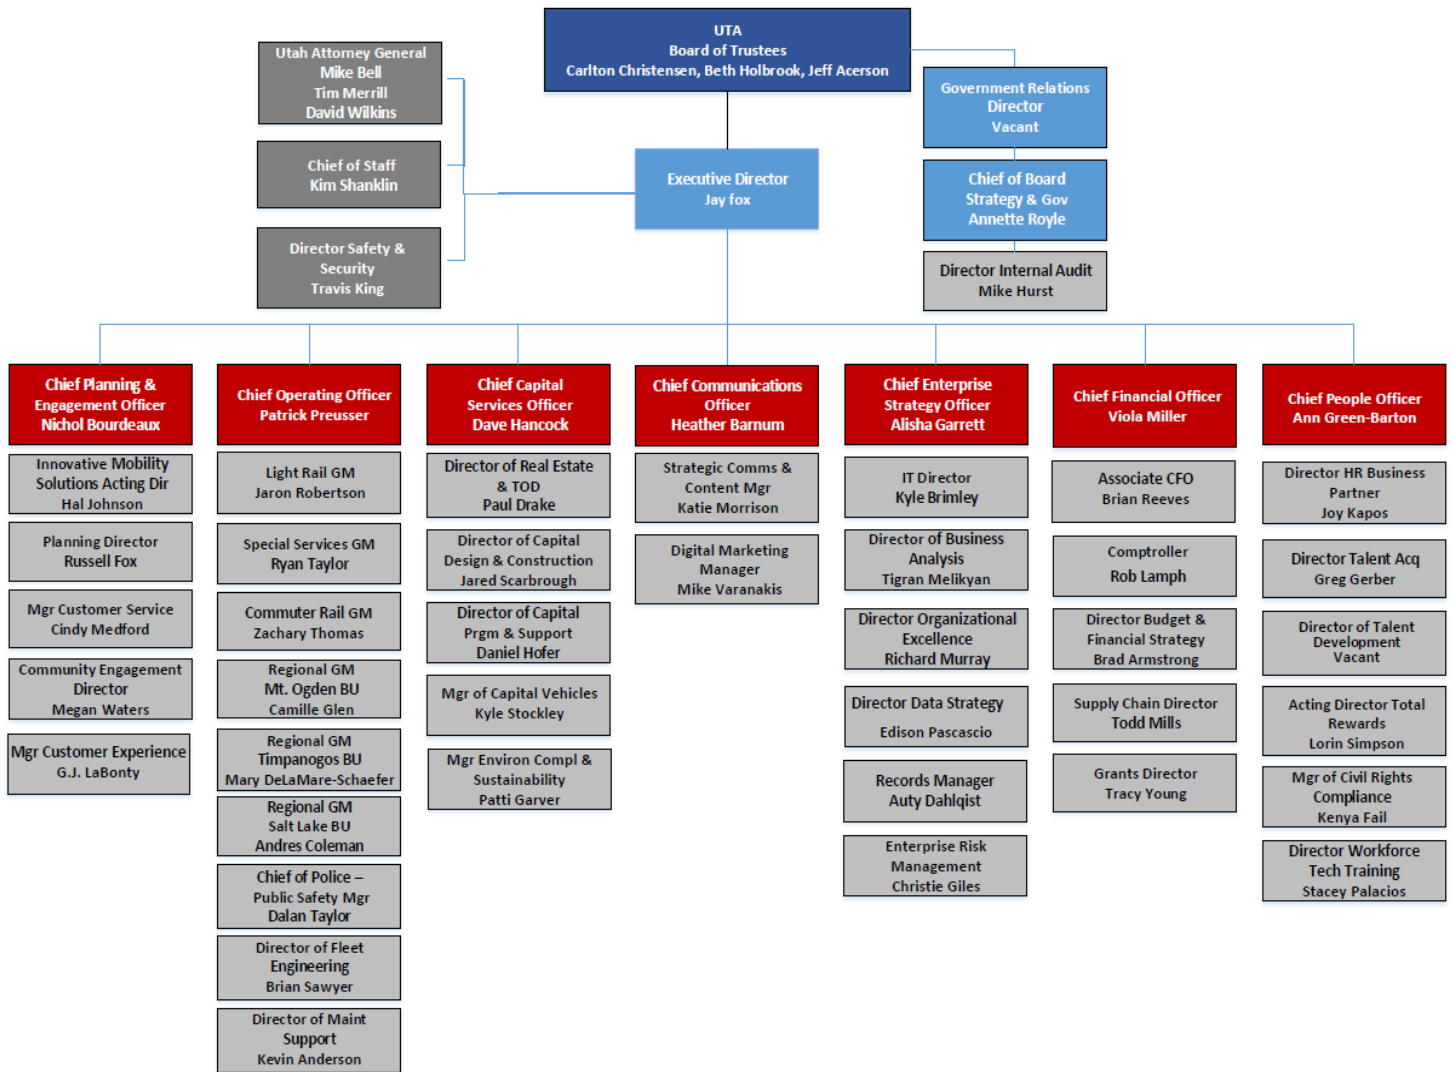 UTA
Board of Trustees
Carlton Christensen, Beth Holbrook, Jeff Acerson
Utah Attorney General
Mike Bell
Tim Merrill
David Wilkins
Chief of Staff
Kim Shanklin
Director Safety &
Security
Travis King
Executive Director
Jay fox
Government Relations
Director
Vacant
Chief of Board
Strategy & Gov
Annette Royle
Director Internal Audit
Mike Hurst
Chief Planning &
Engagement Officer
Nichol Bourdeaux
Innovative Mobility
Solutions Acting Dir
Hal Johnson
Planning Director
Russell Fox
Mgr Customer Service
Cindy Medford
Community Engagement
Director
Megan Waters
Mgr Customer Experience
G.J. LaBonty
Chief Operating Officer
Patrick Preusser
Light Rail GM
Jaron Robertson
Special Services GM
Ryan Taylor
Commuter Rail GM
Zachary Thomas
Regional GM
Mt. Ogden BU
Camille Glen
Regional GM
Timpanogos BU
Mary DeLaMare-Schaefer
Regional GM
Salt Lake BU
Andres Coleman
Chief of Police –
Public Safety Mgr
Dalan Taylor
Director of Fleet
Engineering
Brian Sawyer
Director of Maint
Support
Kevin Anderson
Chief Capital
Services Officer
Dave Hancock
Director of Real Estate
& TOD
Paul Drake
Director of Capital
Design & Construction
Jared Scarbrough
Director of Capital
Prgm & Support
Daniel Hofer
Mgr of Capital Vehicles
Kyle Stockley
Mgr Environ Compl &
Sustainability
Patti Garver
Chief Communications
Officer
Heather Barnum
Strategic Comms &
Content Mgr
Katie Morrison
Digital Marketing
Manager
Mike Varanakis
Chief Enterprise
Strategy Officer
Alisha Garrett
IT Director
Kyle Brimley
Director of Business
Analysis
Tigran Melikyan
Director Organizational
Excellence
Richard Murray
Director Data Strategy
Edison Pascascio
Records Manager
Auty Dahlqist
Enterprise Risk
Management
Christie Giles
Chief Financial Officer
Viola Miller
Associate CFO
Brian Reeves
Comptroller
Rob Lamph
Director Budget &
Financial Strategy
Brad Armstrong
Supply Chain Director
Todd Mills
Grants Director
Tracy Young
Chief People Officer
Ann Green-Barton
Director HR Business
Partner
Joy Kapos
Director Talent Acq
Greg Gerber
Director of Talent
Development
Vacant
Acting Director Total
Rewards
Lorin Simpson
Mgr of Civil Rights
Compliance
Kenya Fail
Director Workforce
Tech Training
Stacey Palacios